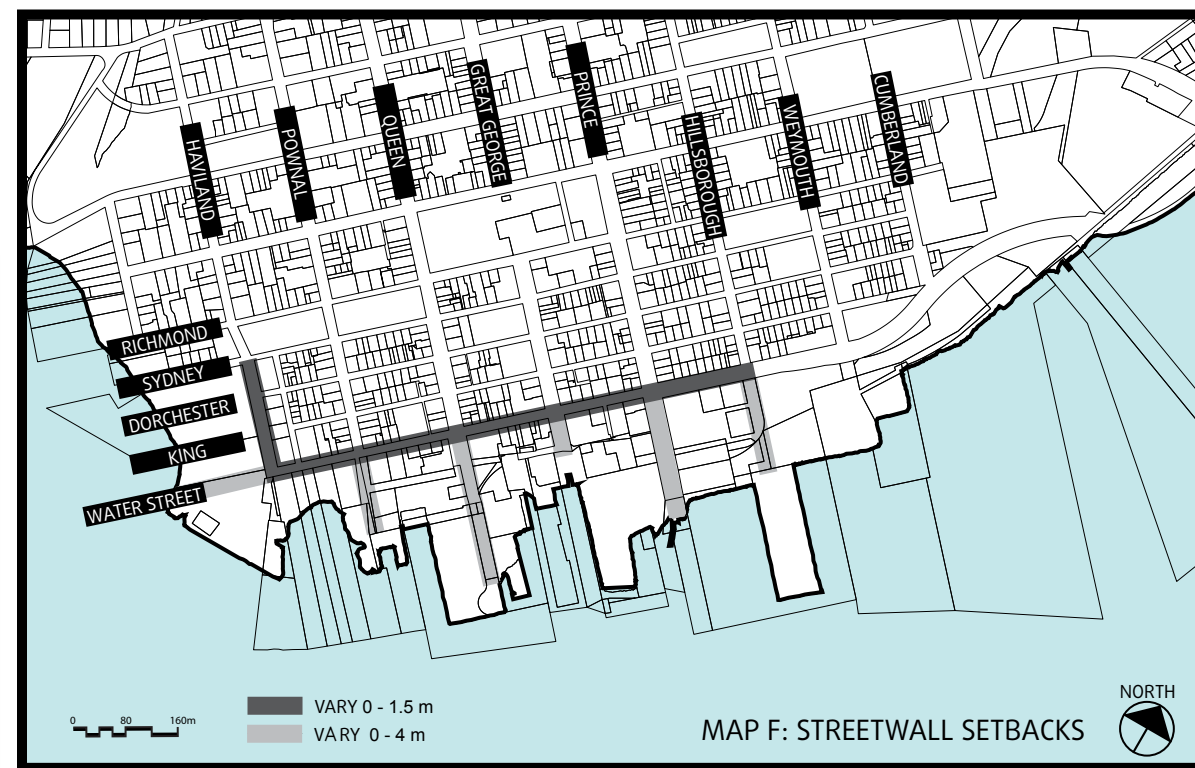 HAVILAND
POWNAL
QUEEN
GREAT GEORGE
PRINCE
HILLSBOROUGH
WEYMOUTH
CUMBERLAND
RICHMOND
SYDNEY
DORCHESTER
KING
WATER STREET
0 80 160m
VARY 0 - 1.5 m
VARY 0 - 4 m
MAP F: STREETWALL SETBACKS
NORTH